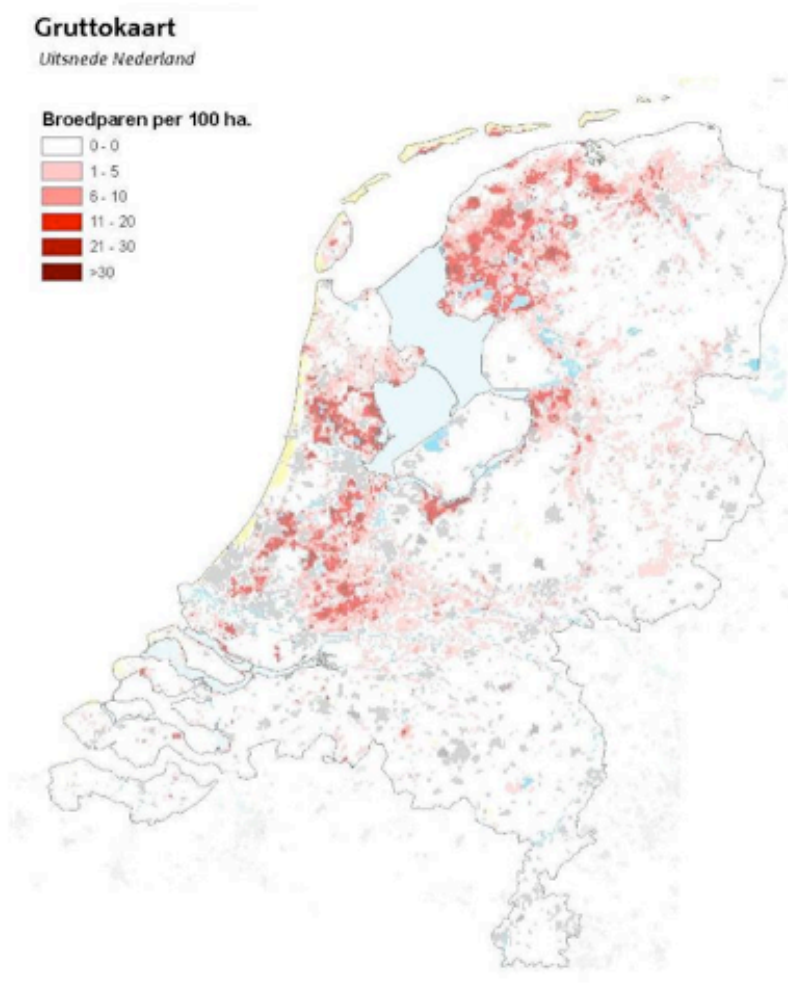 Gruttokaart
Uitsnede Nederland
Broedparen per 100 ha.
0 - 0
1 - 5
6 - 10
11 - 20
21 - 30
>30